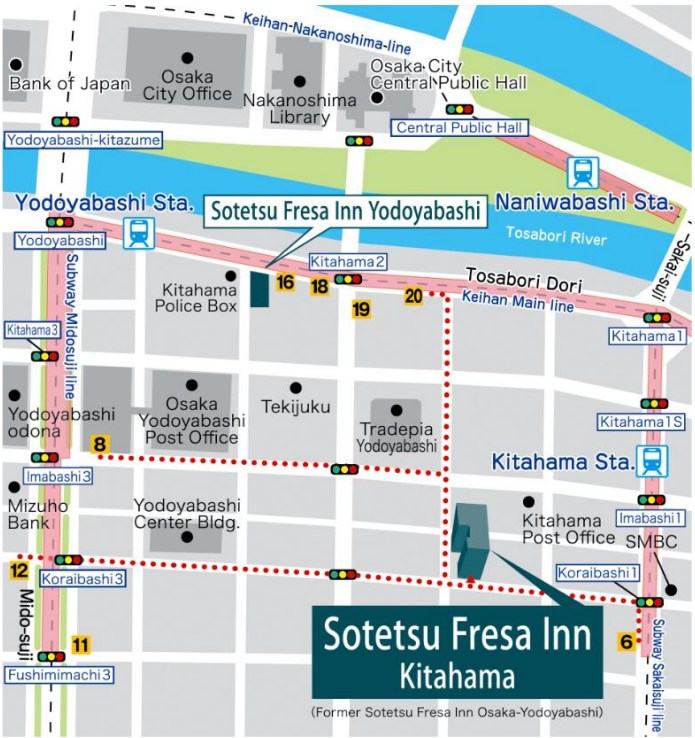 Keihan-Nakanoshima-line
Bank of Japan
Osaka
City Office
Nakanoshima
Library
Osaka City
Central Public Hall
Yodoyabashi-kitazume
Central Public Hall
Yodoyabashi Sta.
Naniwabashi Sta.
Sotetsu Fresa Inn Yodoyabashi
Yodoyabashi
Tosabori River
Sakai-suji
Kitahama2
Tosabori Dori
Keihan Main line
Kitahama
Police Box
16
18
19
20
Subway Midosuji line
Kitahama3
Kitahama1
Yodoyabashi
odona
Osaka
Yodoyabashi
Post Office
Tekijuku
Tradepia
Yodoyabashi
Kitahama1S
8
Kitahama Sta.
Imabashi3
Mizuho
Bank
Yodoyabashi
Center Bldg.
Kitahama
Post Office
Imabashi1
SMBC
12
Koraibashi3
Koraibashi1
Mido-suji
11
Fushimimachi3
Sotetsu Fresa Inn
Kitahama
(Former Sotetsu Fresa Inn Osaka-Yodoyabashi)
6
Subway Sakaisuji line